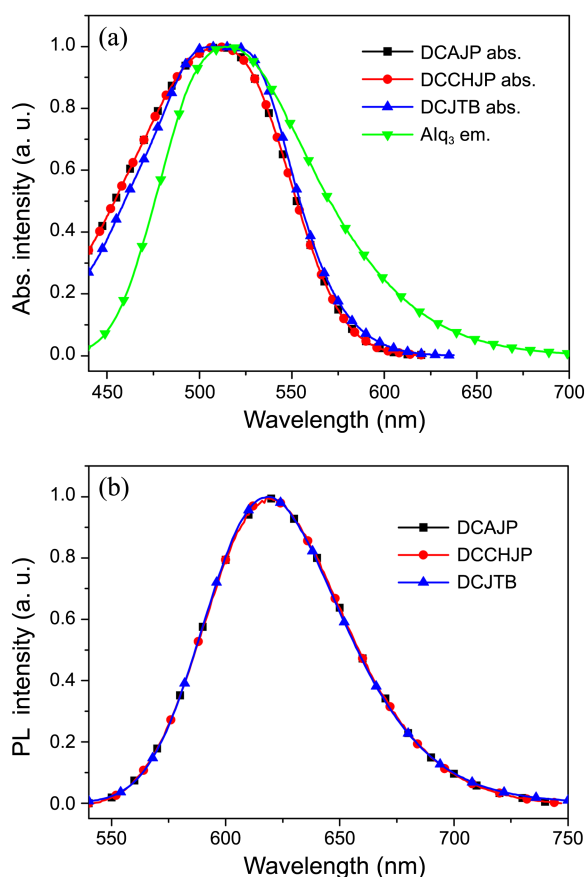 (a)
DCAJP abs.
DCCHJP abs.
DCJTB abs.
Alq3 em.
Abs. intensity (a. u.)
1.0
0.8
0.6
0.4
0.2
0.0
450 500 550 600 650 700
Wavelength (nm)
(b)
DCAJP
DCCHJP
DCJTB
PL intensity (a. u.)
1.0
0.8
0.6
0.4
0.2
0.0
550 600 650 700 750
Wavelength (nm)